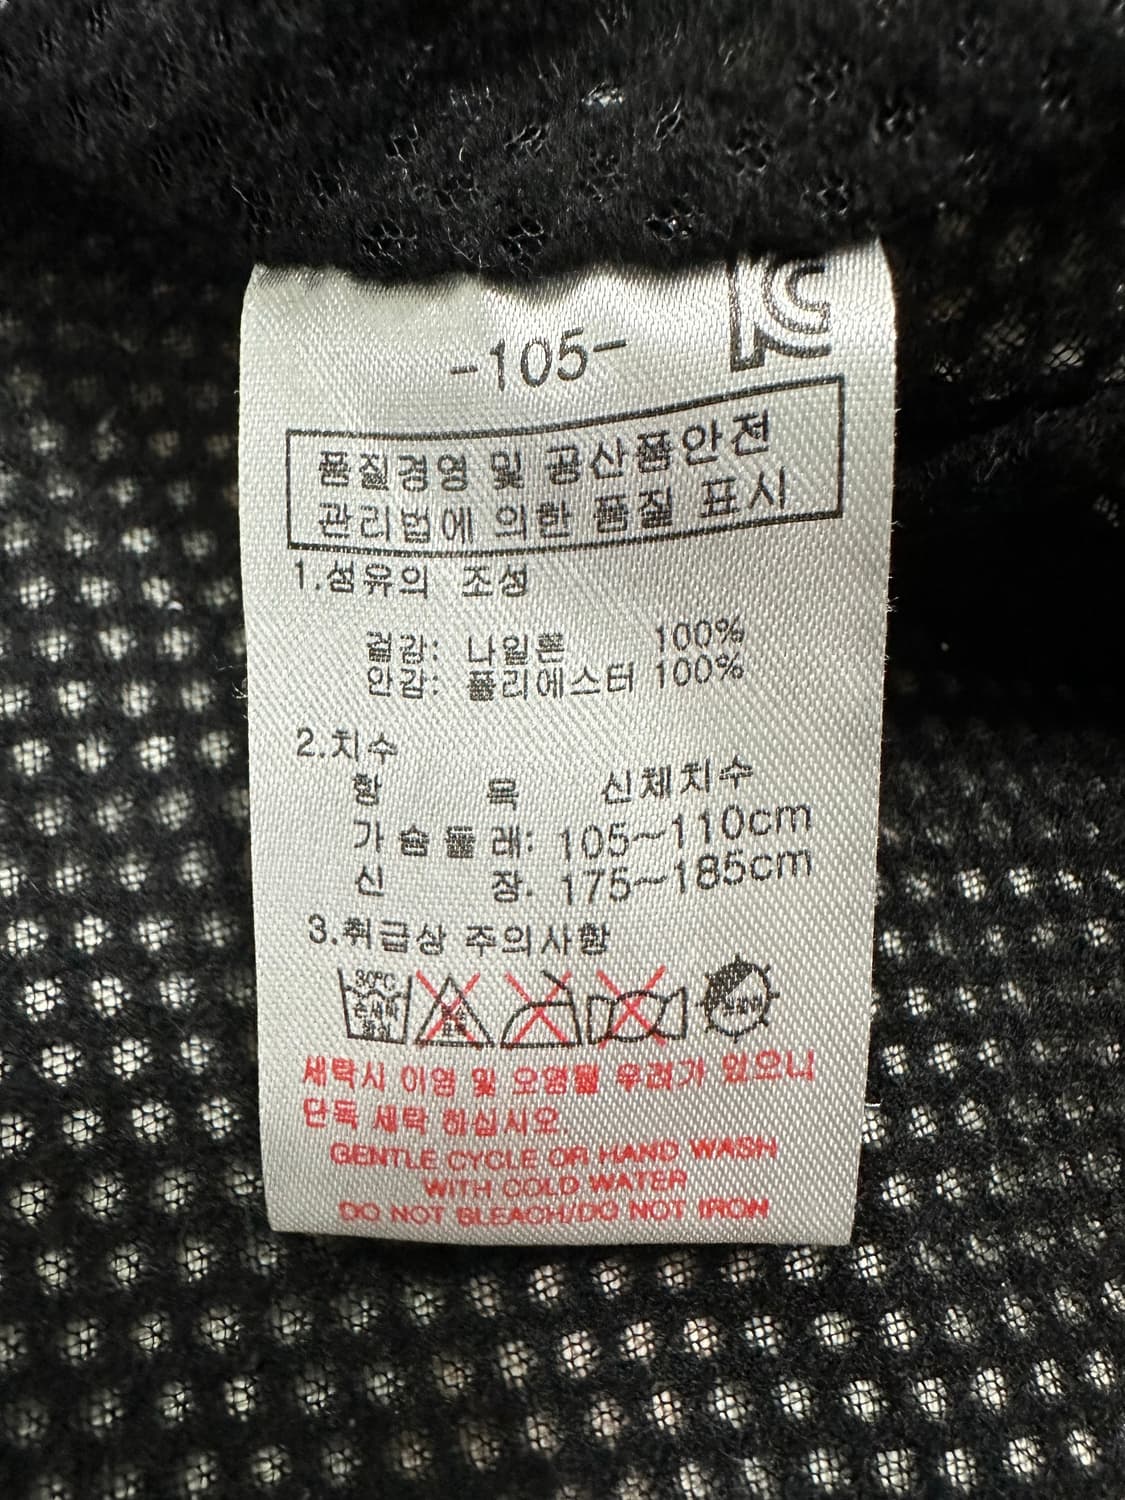 -105-
품질경영 및 공산품안전
관리법에 의한 품질 표시
1.섬유의 조성
겉감: 나일론 100%
안감: 폴리에스터 100%
2.치수
항 목 신체치수
가슴둘래: 105~110cm
신 장. 175~185cm
3.취급상 주의사항
30℃
세탁시 이염 및 오염될 우려가 있으니
단독 세탁 하십시오.
GENTLE CYCLE OR HAND WASH
WITH COLD WATER
DO NOT BLEACH/DO NOT IRON